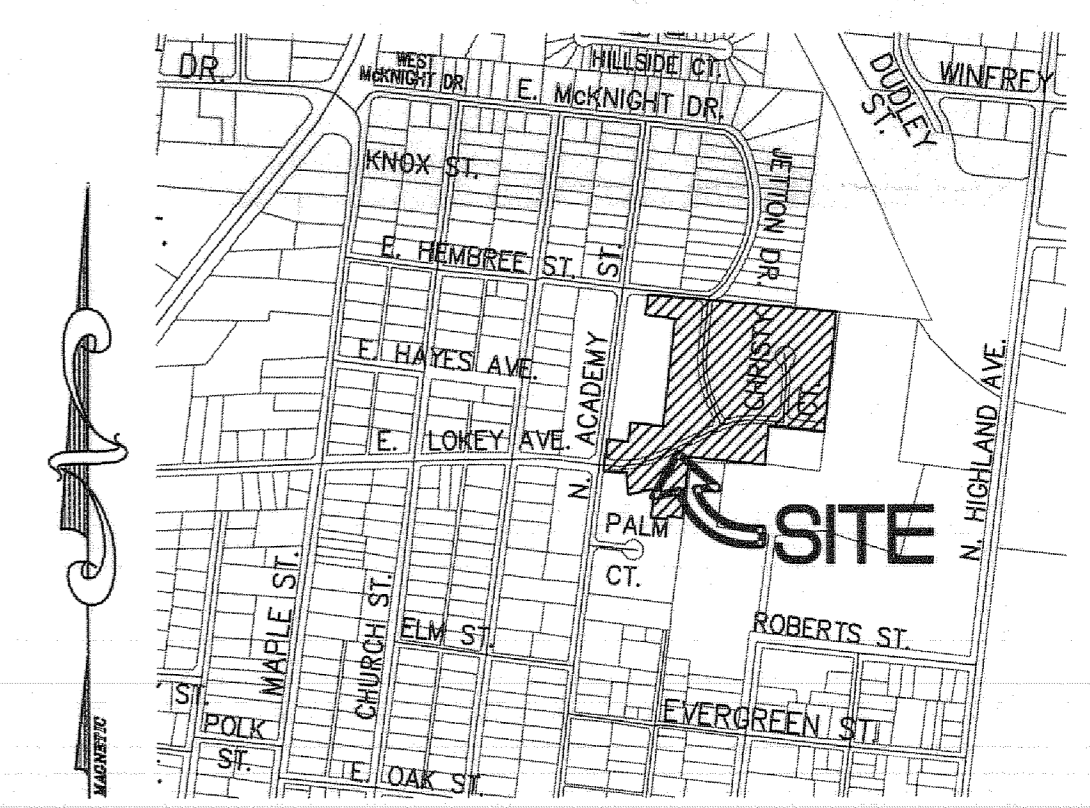 DR.
WEST
McKNIGHT DR.
HILLSIDE CT.
E. McKNIGHT DR.
DUDLEY
ST.
WINFREY
KNOX ST.
JETTON DR.
E. HEMBREE ST.
ST.
E. HAYES AVE.
N. ACADEMY
CHRISTY
CT.
E. LOKEY AVE.
N. HIGHLAND AVE.
SITE
PALM
CT.
MAPLE ST.
CHURCH ST.
ELM ST.
ROBERTS ST.
ST.
POLK
ST.
EVERGREEN ST.
E. OAK ST.
MAGNETIC